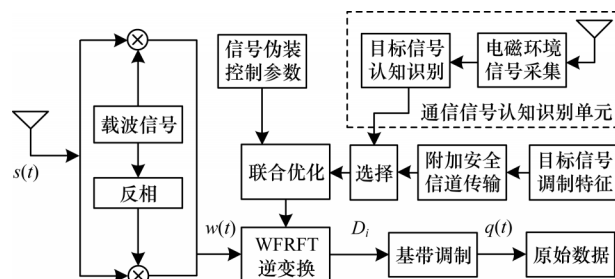 信号伪装
控制参数
目标信号
认知识别
电磁环境
信号采集
通信信号认知识别单元
载波信号
s(t)
反相
联合优化
选择
附加安全
信道传输
目标信号
调制特征
w(t)
WFRFT
逆变换
D_i
基带调制
q(t)
原始数据